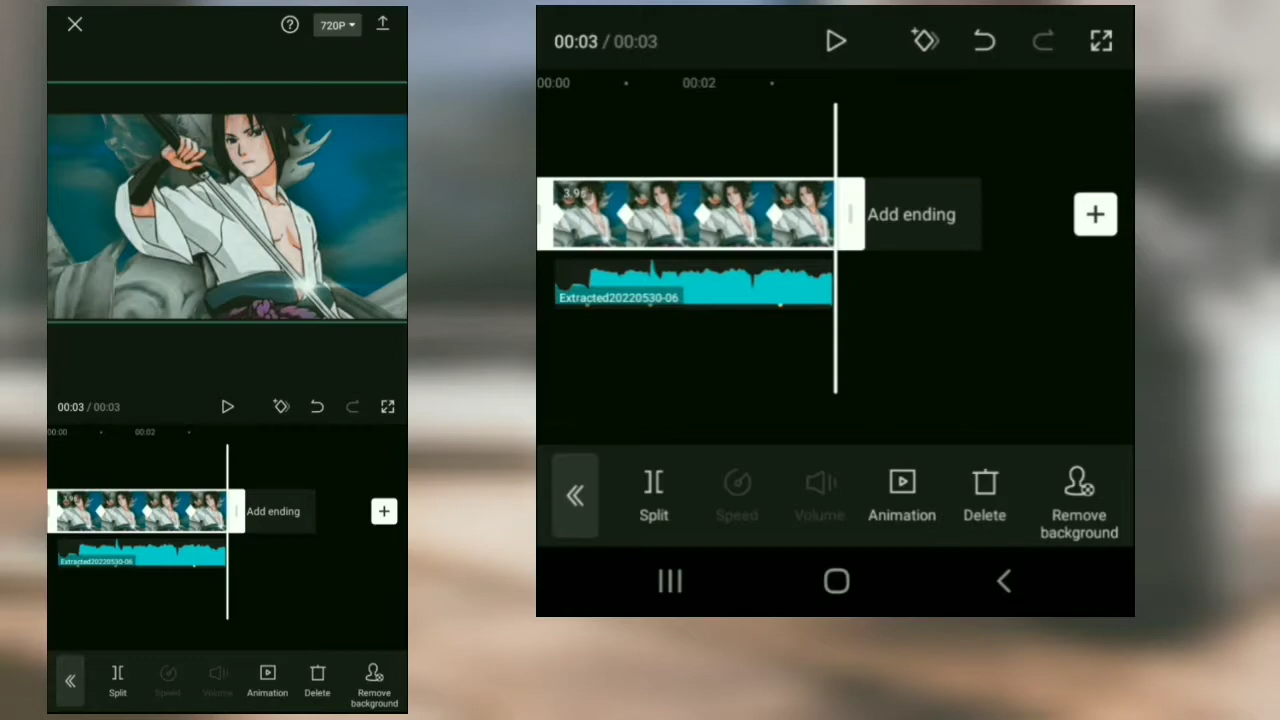 720P
00:03 / 00:03
00:00
00:02
3.9s
Add ending
Extracted20220530-06
Split
Speed
Volume
Animation
Delete
Remove
background
00:03 / 00:03
00:00
00:02
3.9s
Add ending
Extracted20220530-06
Split
Speed
Volume
Animation
Delete
Remove
background